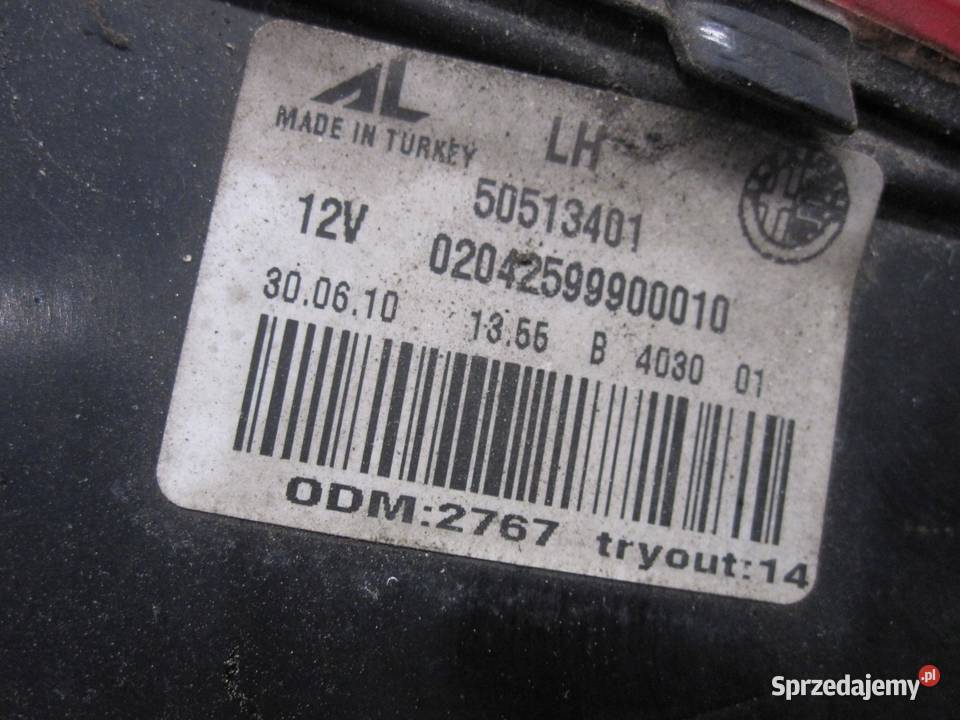 AL
MADE IN TURKEY LH
50513401
12V 02042599900010
30.06.10 13.55 B 4030 01
ODM:2767 tryout:14
Sprzedajemy.pl